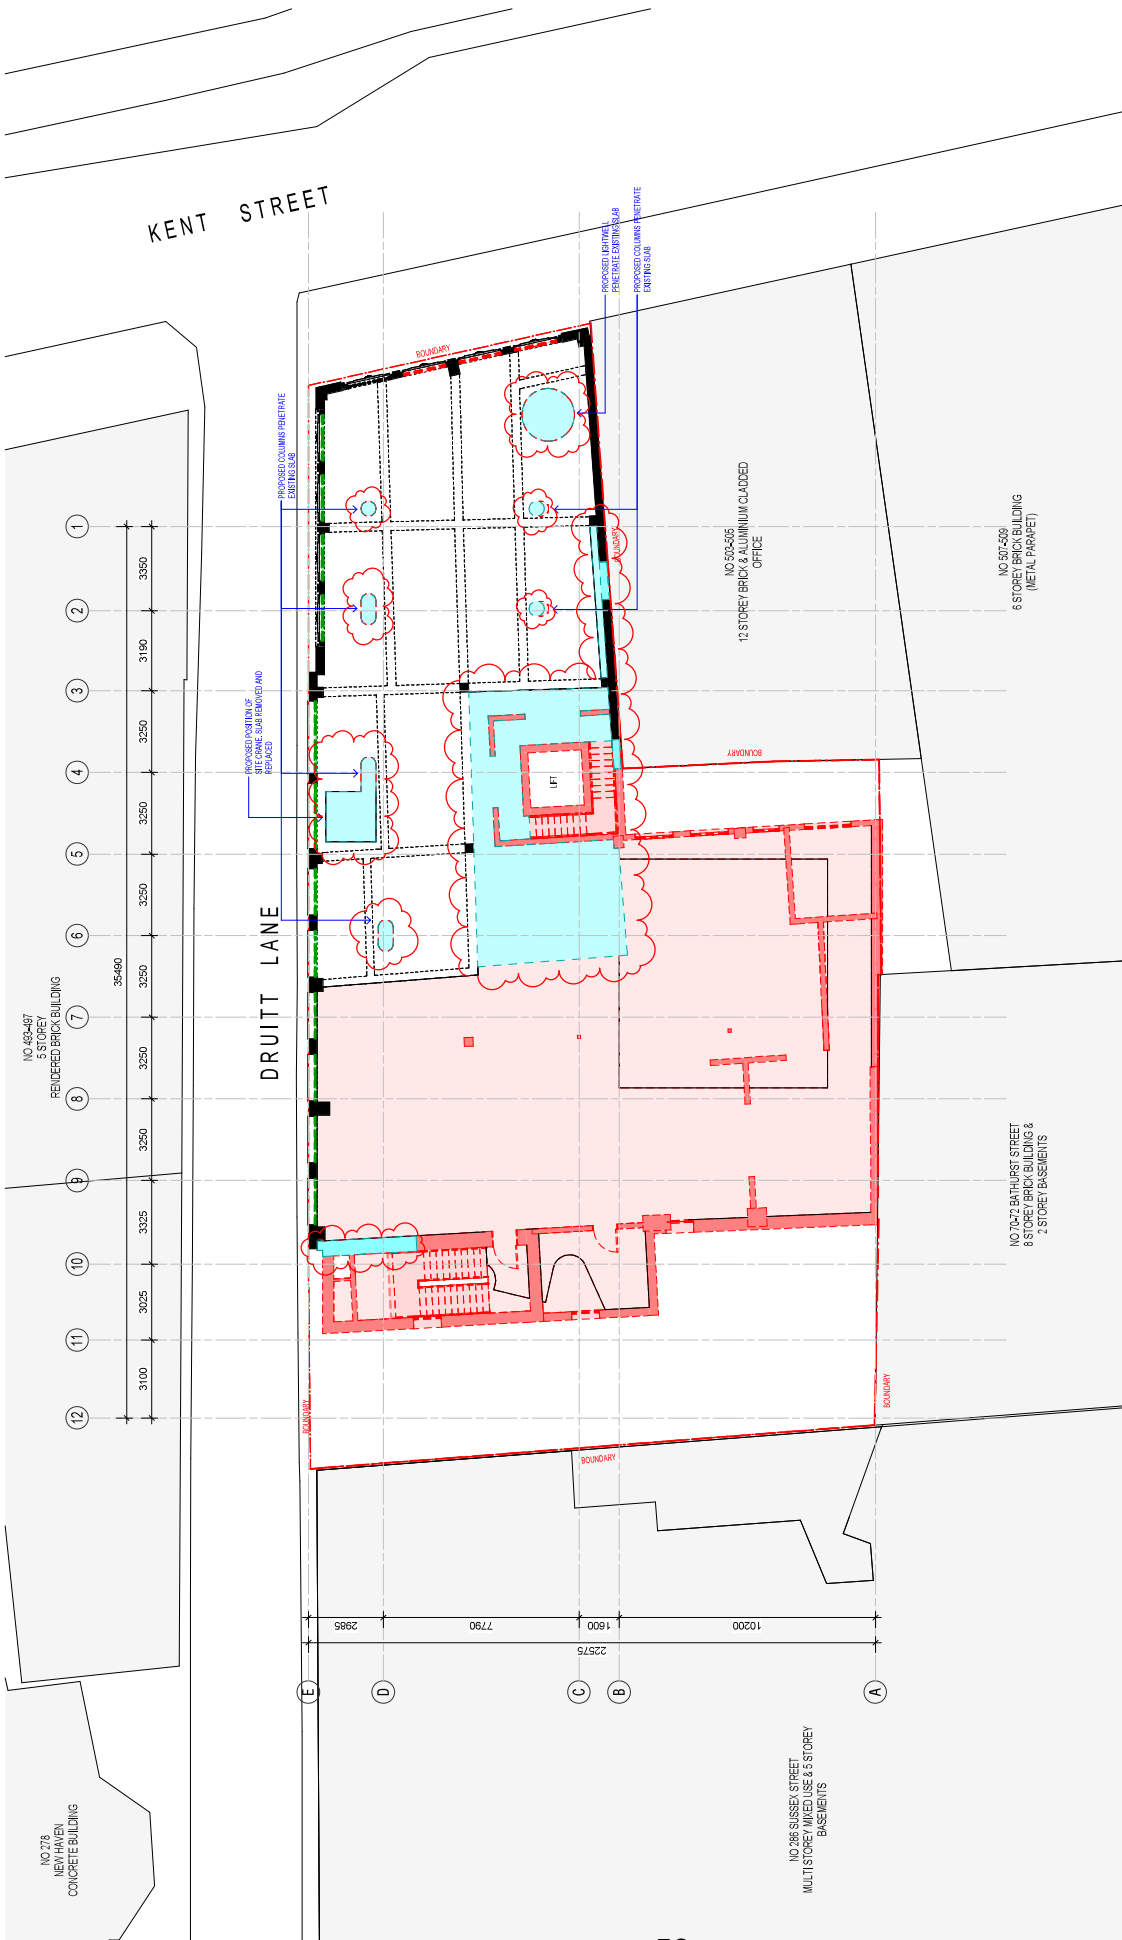 KENT STREET
PROPOSED LIGHTWELL
PENETRATE EXISTING SLAB
PROPOSED COLUMNS PENETRATE
EXISTING SLAB
BOUNDARY
PROPOSED COLUMNS PENETRATE
EXISTING SLAB
PROPOSED POSITION OF
SITE CRANE. SLAB REMOVED AND
REPLACED
BOUNDARY
NO 503-505
12 STOREY BRICK & ALUMINIUM CLADDED
OFFICE
NO 507-509
6 STOREY BRICK BUILDING
(METAL PARAPET)
1
2
3
4
5
6
7
8
9
10
11
12
3350
3190
3250
3250
3250
3250
3250
3250
3325
3025
3100
35490
LIFT
BOUNDARY
DRUITT LANE
NO 493-497
5 STOREY
RENDERED BRICK BUILDING
NO 70-72 BATHURST STREET
8 STOREY BRICK BUILDING &
2 STOREY BASEMENTS
BOUNDARY
BOUNDARY
BOUNDARY
2985
7790
1600
10200
22575
E
D
C
B
A
NO 278
NEW HAVEN
CONCRETE BUILDING
NO 286 SUSSEX STREET
MULTI STOREY MIXED USE & 5 STOREY
BASEMENTS